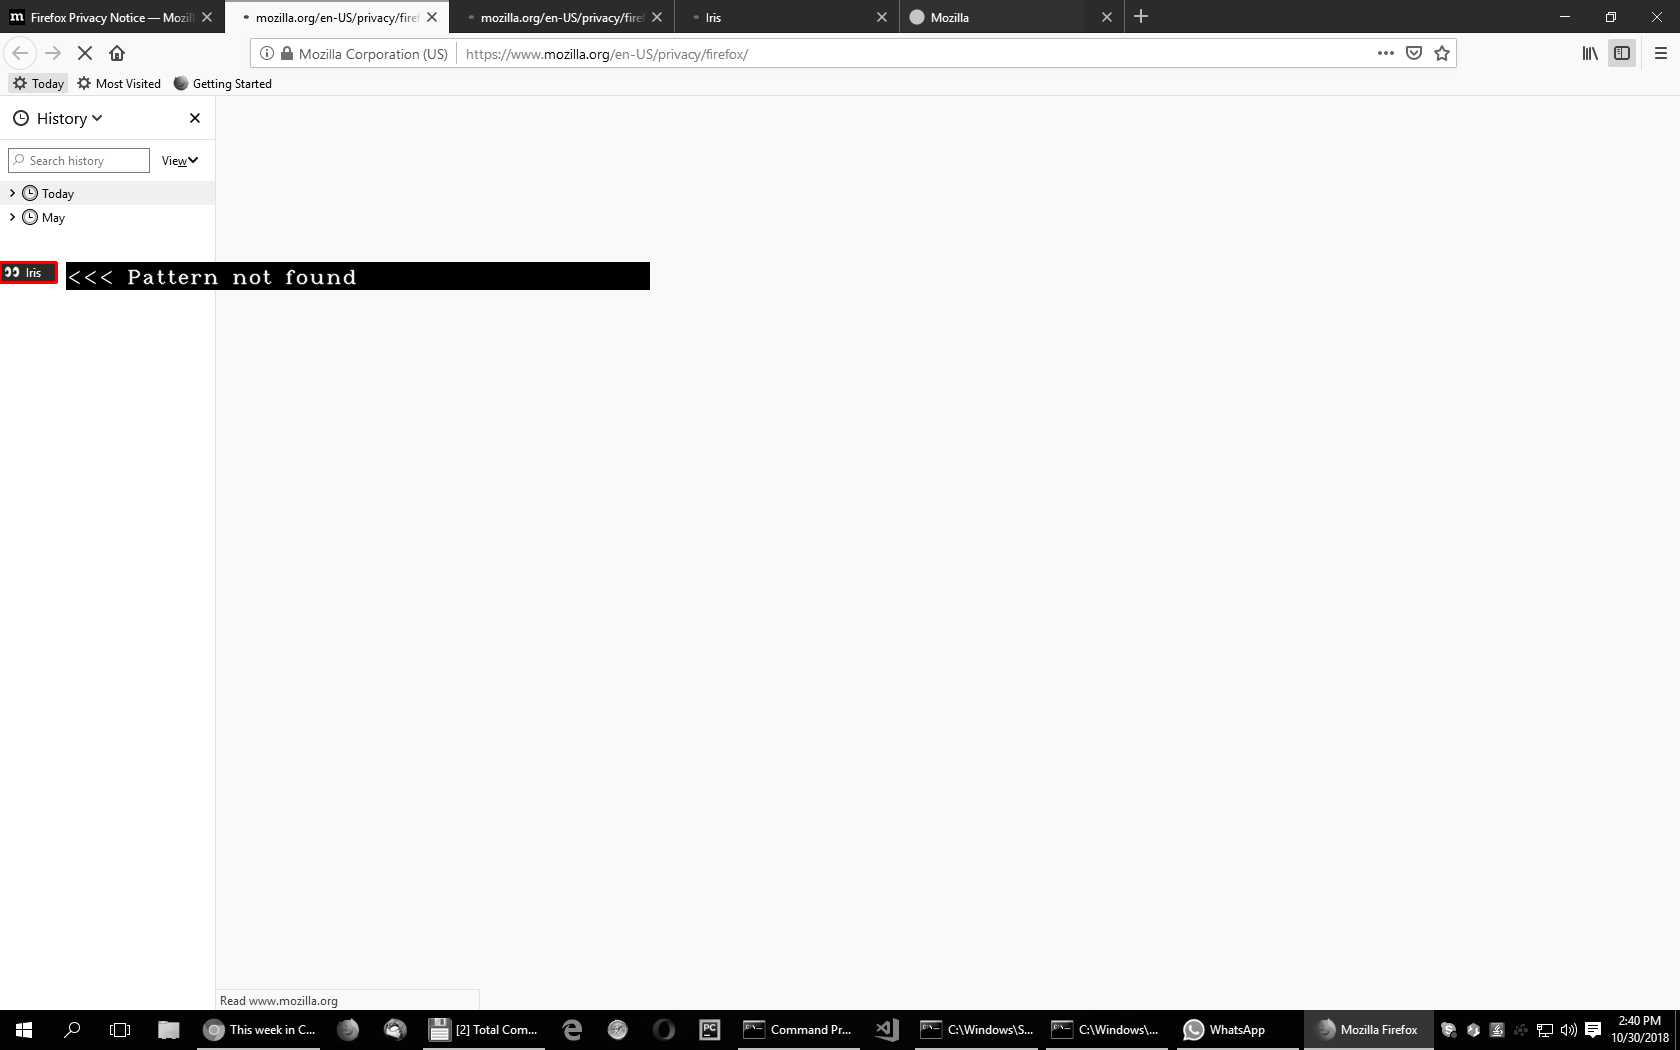 Firefox Privacy Notice — Mozil
mozilla.org/en-US/privacy/firef
mozilla.org/en-US/privacy/firef
Iris
Mozilla
Mozilla Corporation (US)
https://www.mozilla.org/en-US/privacy/firefox/
Today
Most Visited
Getting Started
History
Search history
View
Today
May
Iris
<<< Pattern not found
Read www.mozilla.org
This week in C...
[2] Total Com...
PC
Command Pr...
C:\Windows\S...
C:\Windows\...
WhatsApp
Mozilla Firefox
2:40 PM
10/30/2018